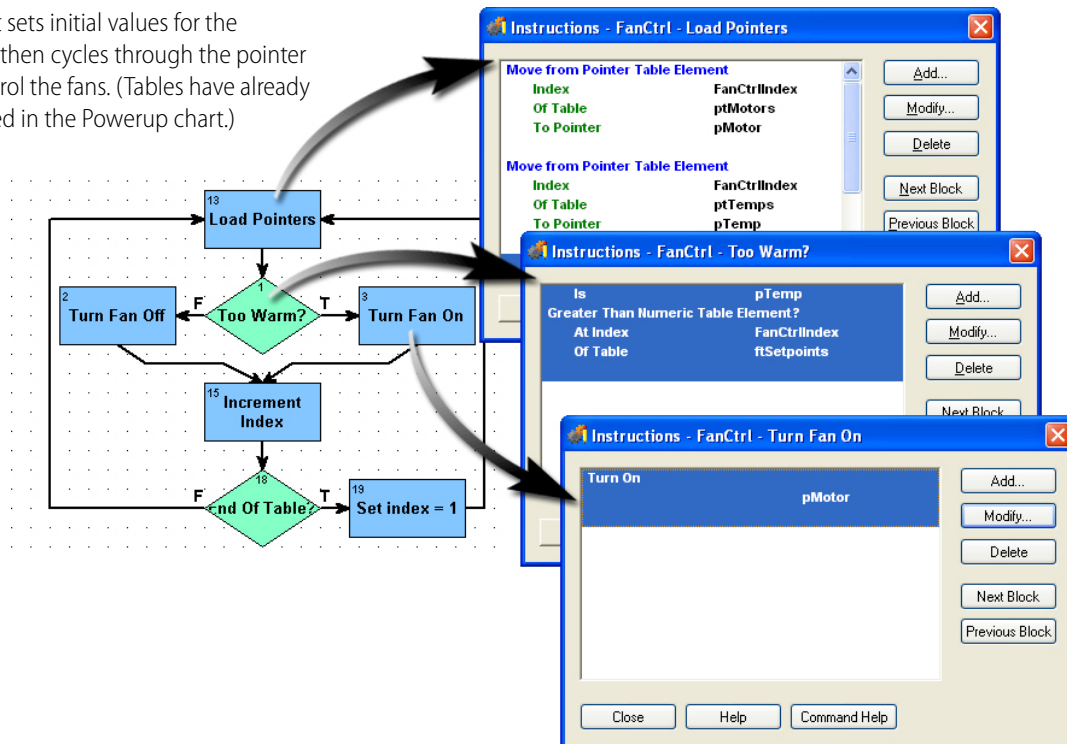 t sets initial values for the
then cycles through the pointer
rol the fans. (Tables have already
ed in the Powerup chart.)
13
Load Pointers
1
Too Warm?
F
T
2
Turn Fan Off
3
Turn Fan On
15
Increment
Index
18
End Of Table?
F
T
19
Set index = 1
Instructions - FanCtrl - Load Pointers
Move from Pointer Table Element
Index FanCtrlIndex
Of Table ptMotors
To Pointer pMotor
Move from Pointer Table Element
Index FanCtrlIndex
Of Table ptTemps
To Pointer pTemp
Add...
Modify...
Delete
Next Block
Previous Block
Instructions - FanCtrl - Too Warm?
Is pTemp
Greater Than Numeric Table Element?
At Index FanCtrlIndex
Of Table ftSetpoints
Add...
Modify...
Delete
Next Block
Instructions - FanCtrl - Turn Fan On
Turn On
pMotor
Add...
Modify...
Delete
Next Block
Previous Block
Close
Help
Command Help